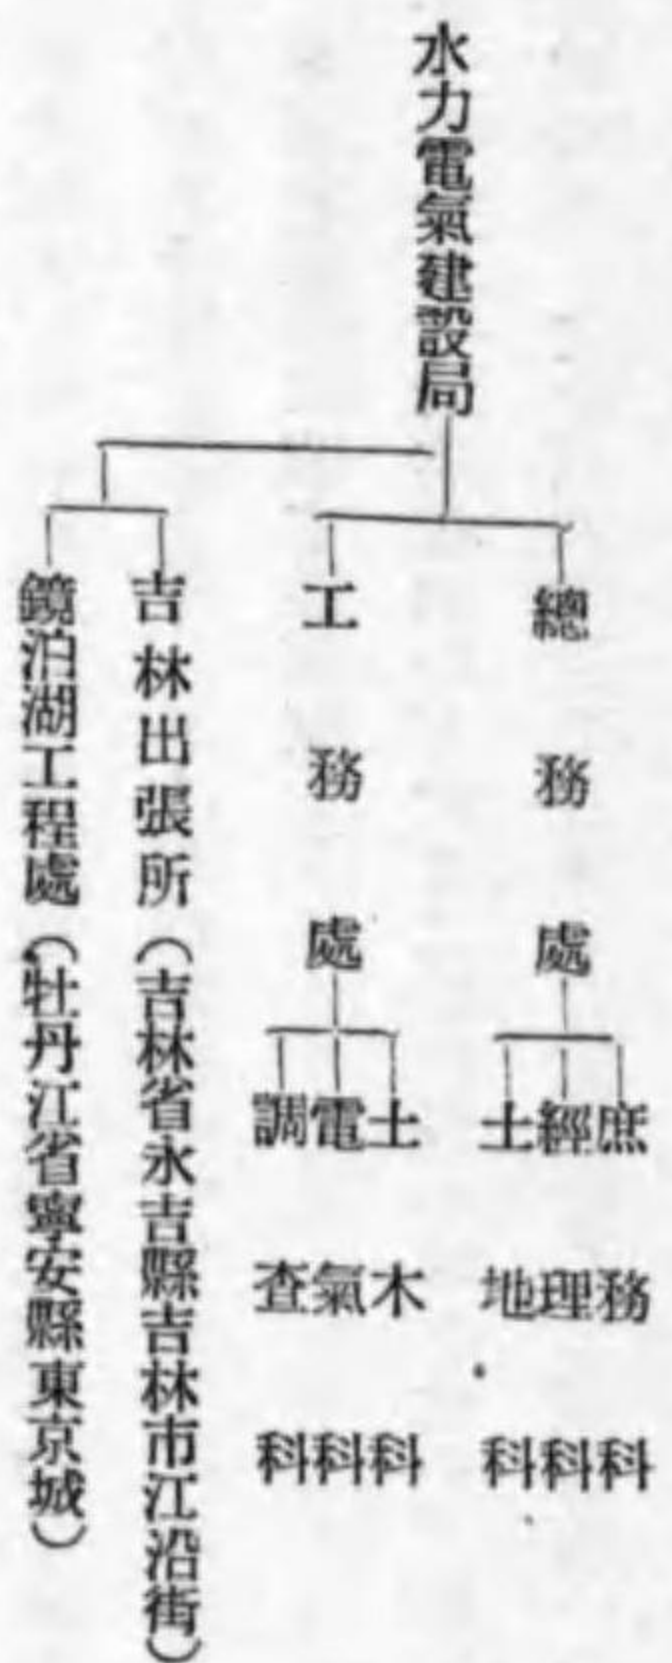 水力電氣建設局
總務處
庶務科
經理科
土地科
工務處
土木科
電氣科
調查科
吉林出張所（吉林省永吉縣吉林市江沿街）
鏡泊湖工程處（牡丹江省寧安縣東京城）